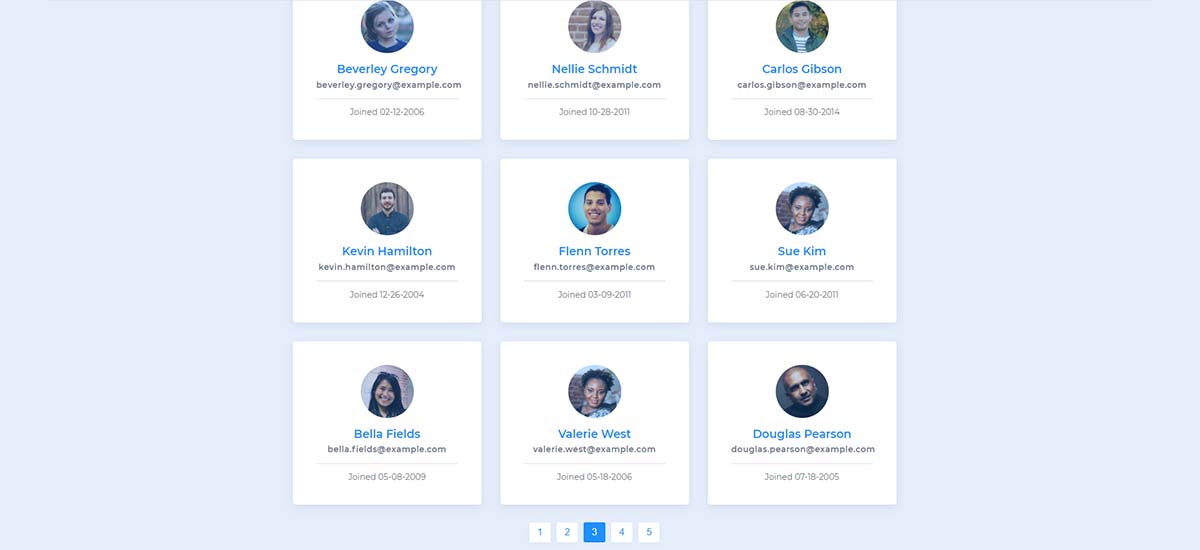 Beverley Gregory
beverley.gregory@example.com
Joined 02-12-2006
Nellie Schmidt
nellie.schmidt@example.com
Joined 10-28-2011
Carlos Gibson
carlos.gibson@example.com
Joined 08-30-2014
Kevin Hamilton
kevin.hamilton@example.com
Joined 12-26-2004
Flenn Torres
flenn.torres@example.com
Joined 03-09-2011
Sue Kim
sue.kim@example.com
Joined 06-20-2011
Bella Fields
bella.fields@example.com
Joined 05-08-2009
Valerie West
valerie.west@example.com
Joined 05-18-2006
Douglas Pearson
douglas.pearson@example.com
Joined 07-18-2005
1 2 3 4 5